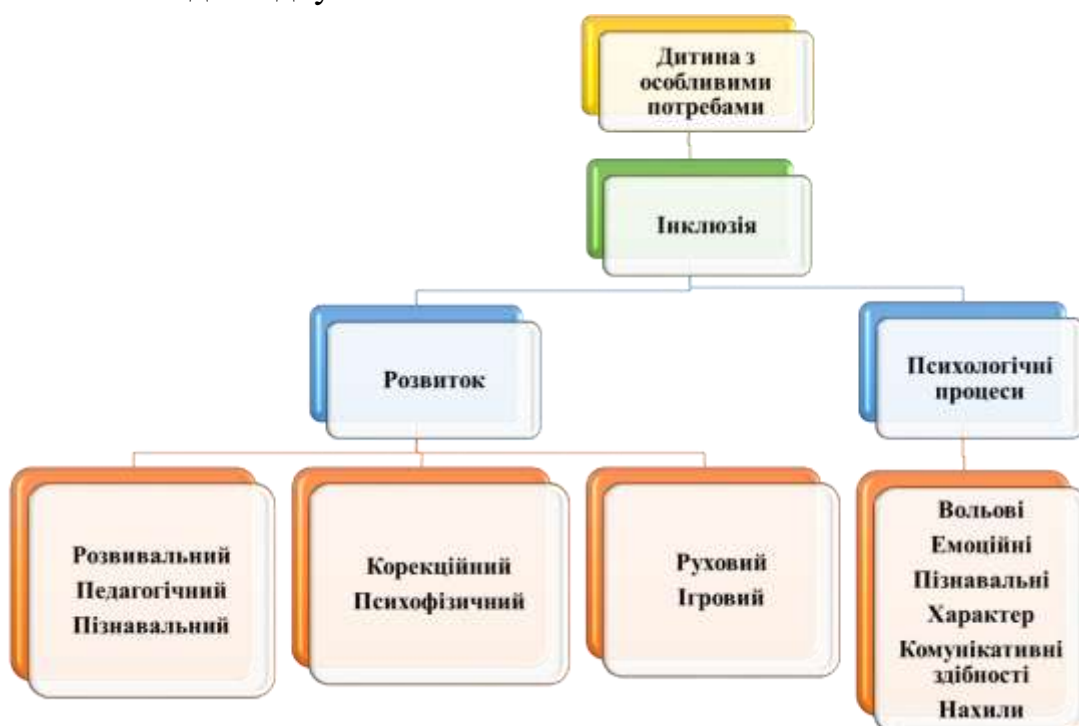 Дитина з
особливими
потребами
Інклюзія
Розвиток
Психологічні
процеси
Розвивальний
Педагогічний
Пізнавальний
Корекційний
Психофізичний
Руховий
Ігровий
Вольові
Емоційні
Пізнавальні
Характер
Комунікативні
здібності
Нахили